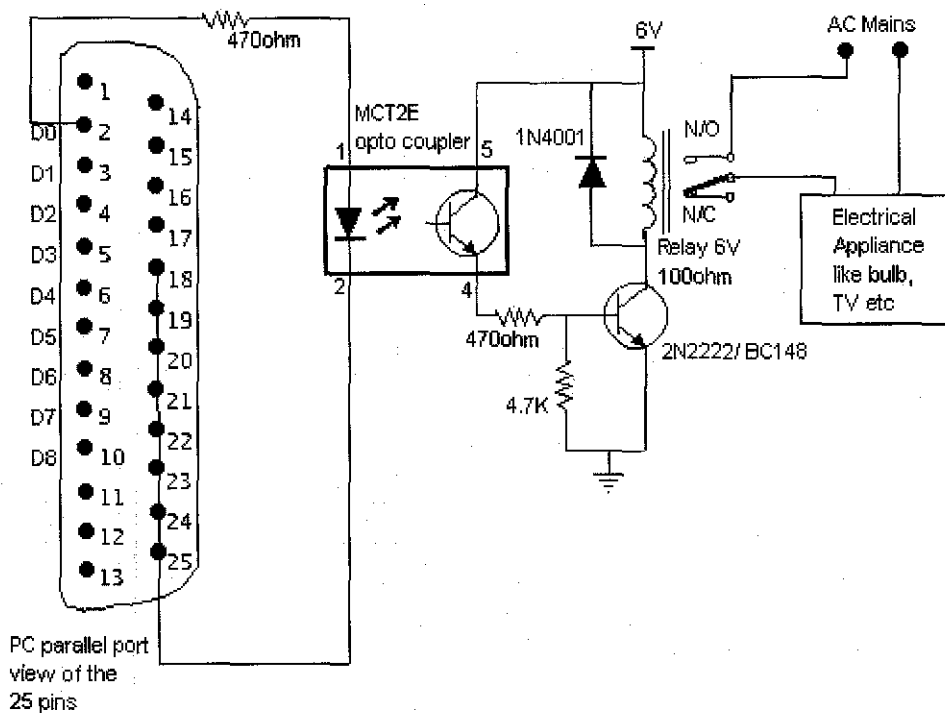 470ohm
6V
AC Mains
1
2
3
4
5
6
7
8
9
10
11
12
13
14
15
16
17
18
19
20
21
22
23
24
25
D0
D1
D2
D3
D4
D5
D6
D7
D8
MCT2E
opto coupler
1
5
2
4
1N4001
N/O
N/C
Relay 6V
100ohm
Electrical
Appliance
like bulb,
TV etc
470ohm
2N2222/ BC148
4.7K
PC parallel port
view of the
25 pins